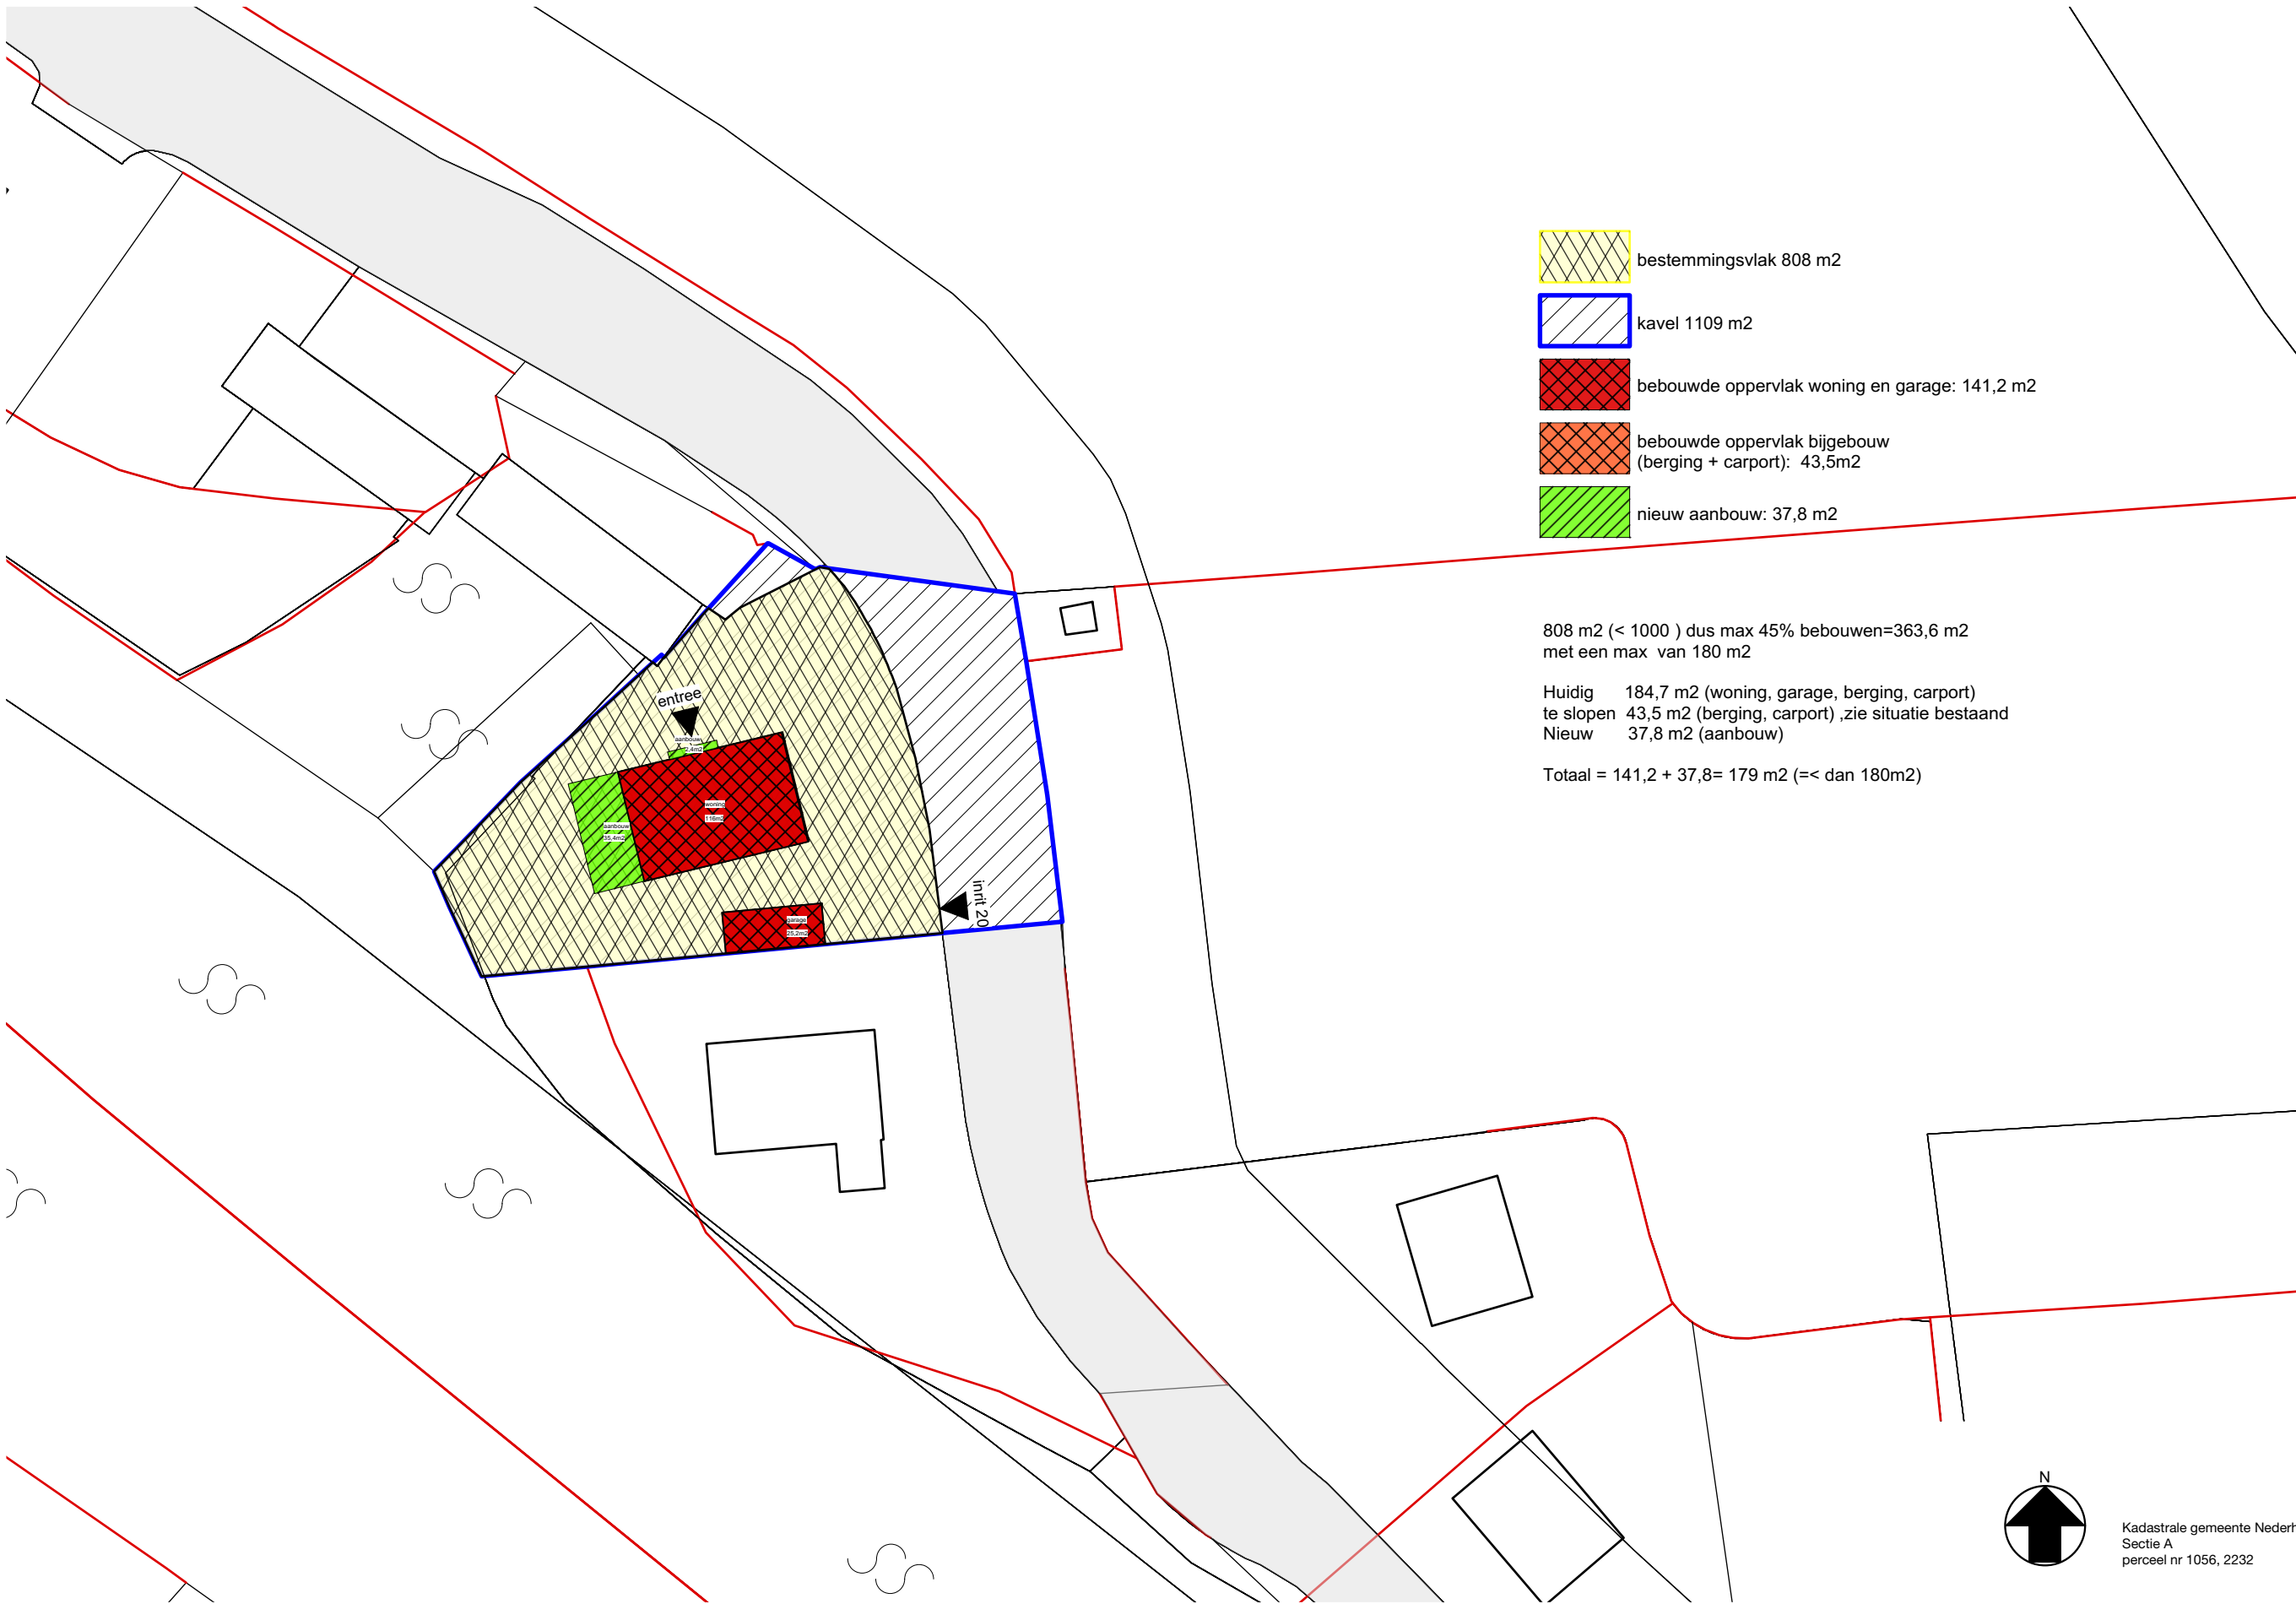 bestemmingsvlak 808 m2
kavel 1109 m2
bebouwde oppervlak woning en garage: 141,2 m2
bebouwde oppervlak bijgebouw
(berging + carport): 43,5m2
nieuw aanbouw: 37,8 m2
808 m2 (< 1000 ) dus max 45% bebouwen=363,6 m2
met een max van 180 m2
Huidig 184,7 m2 (woning, garage, berging, carport)
te slopen 43,5 m2 (berging, carport) ,zie situatie bestaand
Nieuw 37,8 m2 (aanbouw)
Totaal = 141,2 + 37,8= 179 m2 (=< dan 180m2)
entree
aanbouw
2,4m2
woning
116m2
aanbouw
35,4m2
garage
25,2m2
inrit 20
N
Kadastrale gemeente Nederh
Sectie A
perceel nr 1056, 2232